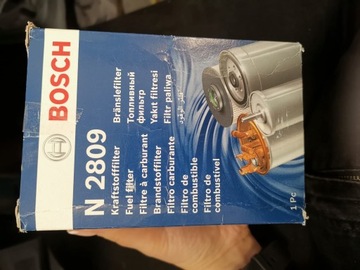 BOSCH
N 2809
Kraftstofffilter
Fuel filter
Filtre à carburant
Brandstoffilter
Filtro carburante
Filtro de
combustible
Filtro de
combustível
Bränslefilter
Топливный
фильтр
Yakıt filtresi
Filtr paliwa
1 Pc